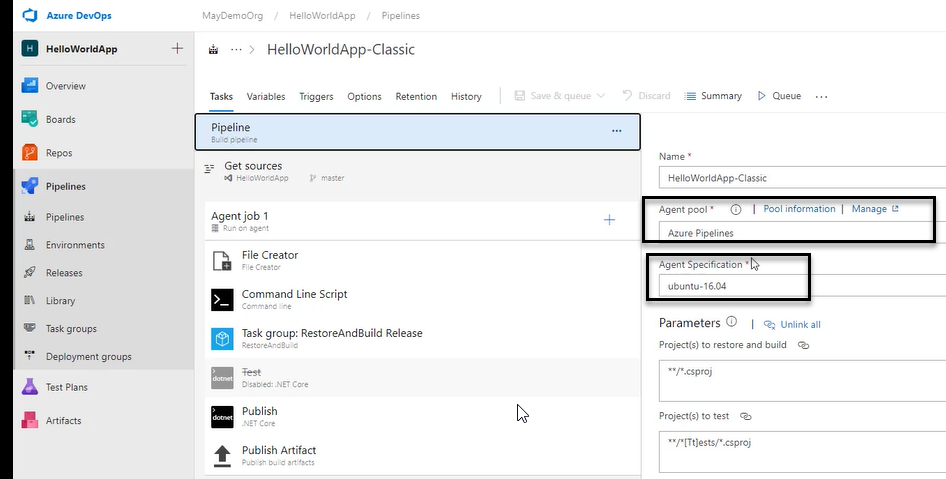 Azure DevOps
MayDemoOrg / HelloWorldApp / Pipelines
H HelloWorldApp
Overview
Boards
Repos
Pipelines
Pipelines
Environments
Releases
Library
Task groups
Deployment groups
Test Plans
Artifacts
HelloWorldApp-Classic
Tasks Variables Triggers Options Retention History Save & queue Discard Summary Queue ...
Pipeline
Build pipeline
Get sources
HelloWorldApp master
Agent job 1
Run on agent
File Creator
File Creator
Command Line Script
Command line
Task group: RestoreAndBuild Release
RestoreAndBuild
dotnet Test
Disabled: .NET Core
dotnet Publish
.NET Core
Publish Artifact
Publish build artifacts
Name *
HelloWorldApp-Classic
Agent pool * | Pool information | Manage
Azure Pipelines
Agent Specification *
ubuntu-16.04
Parameters | Unlink all
Project(s) to restore and build
**/*.csproj
Project(s) to test
**/*[Tt]ests/*.csproj